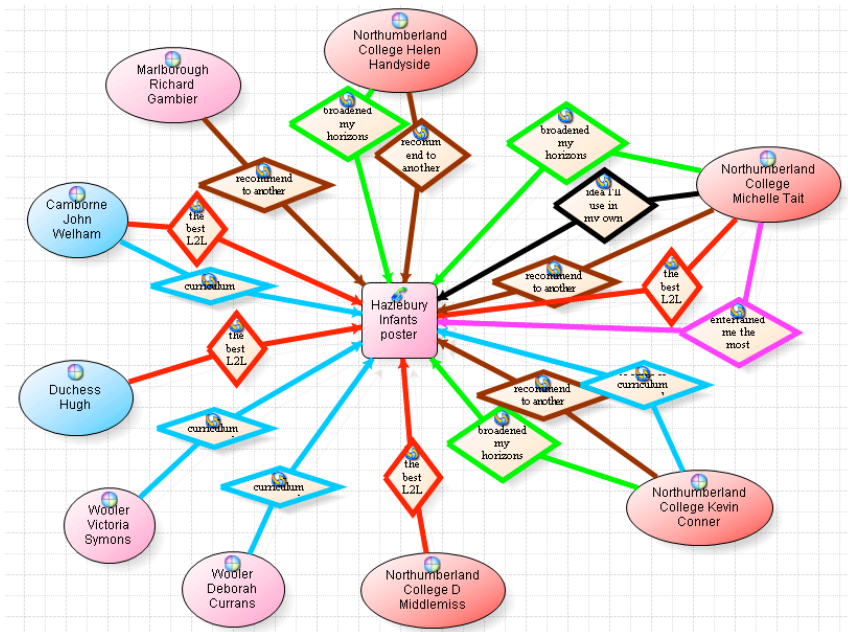 Northumberland
College Helen
Handyside
Marlborough
Richard
Gambier
broadened
my
horizons
recomm
end to
another
broadened
my
horizons
Northumberland
College
Michelle Tait
recommend
to another
idea I'll
use in
my own
Camborne
John
Welham
the
best
L2L
curriculum
recommend
to another
the
best
L2L
Hazlebury
Infants
poster
entertained
me the
most
the
best
L2L
Duchess
Hugh
recommend
to another
curriculum
curriculum
broadened
my
horizons
the
best
L2L
curriculum
Northumberland
College Kevin
Conner
Wooler
Victoria
Symons
Wooler
Deborah
Currans
Northumberland
College D
Middlemiss